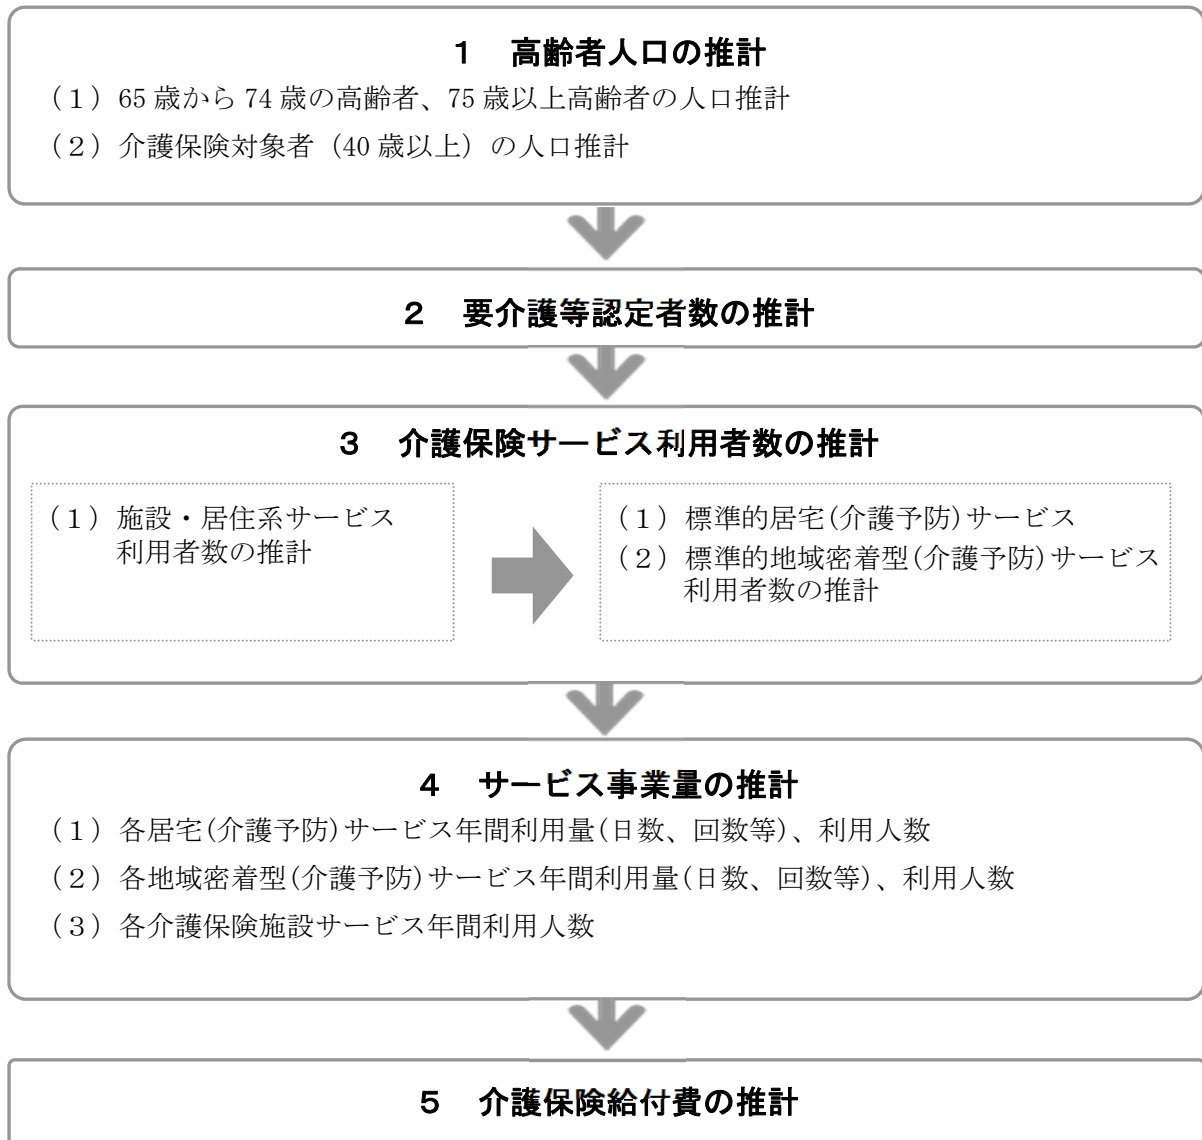 １　高齢者人口の推計
（１）65 歳から 74 歳の高齢者、75 歳以上高齢者の人口推計
（２）介護保険対象者（40 歳以上）の人口推計
２　要介護等認定者数の推計
３　介護保険サービス利用者数の推計
（１）施設・居住系サービス
利用者数の推計
（１）標準的居宅(介護予防)サービス
（２）標準的地域密着型(介護予防)サービス
利用者数の推計
４　サービス事業量の推計
（１）各居宅(介護予防)サービス年間利用量(日数、回数等)、利用人数
（２）各地域密着型(介護予防)サービス年間利用量(日数、回数等)、利用人数
（３）各介護保険施設サービス年間利用人数
５　介護保険給付費の推計